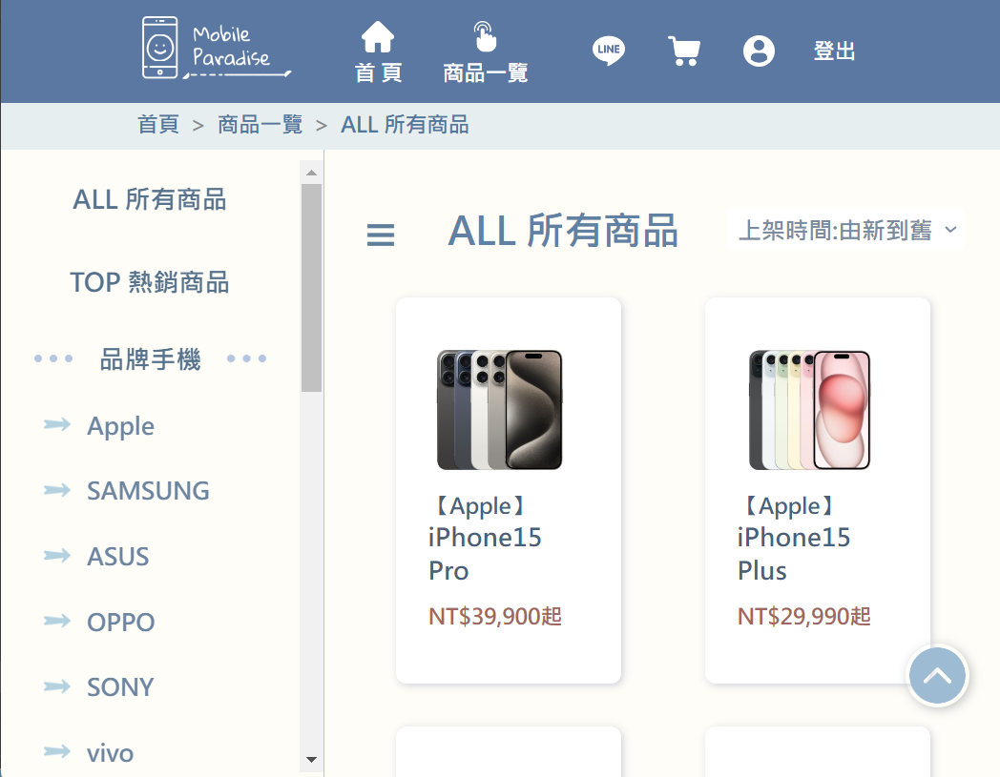 Mobile
Paradise
首 頁
商品一覽
LINE
登出
首頁 > 商品一覽 > ALL 所有商品
ALL 所有商品
TOP 熱銷商品
品牌手機
Apple
SAMSUNG
ASUS
OPPO
SONY
vivo
ALL 所有商品
上架時間:由新到舊
【Apple】
iPhone15
Pro
NT$39,900起
【Apple】
iPhone15
Plus
NT$29,990起